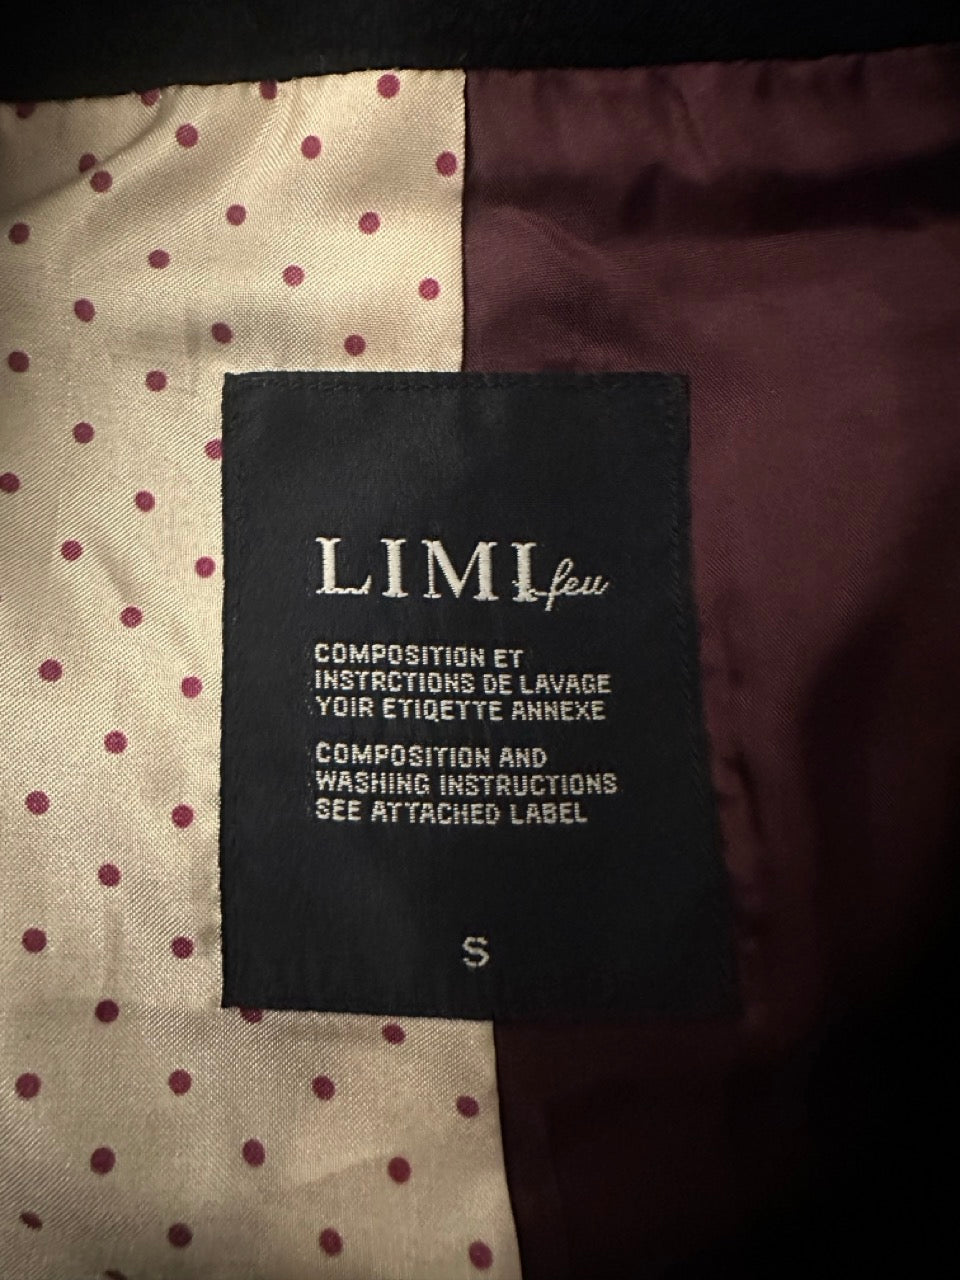 LIMI feu
COMPOSITION ET
INSTRCTIONS DE LAVAGE
YOIR ETIQETTE ANNEXE
COMPOSITION AND
WASHING INSTRUCTIONS
SEE ATTACHED LABEL
S